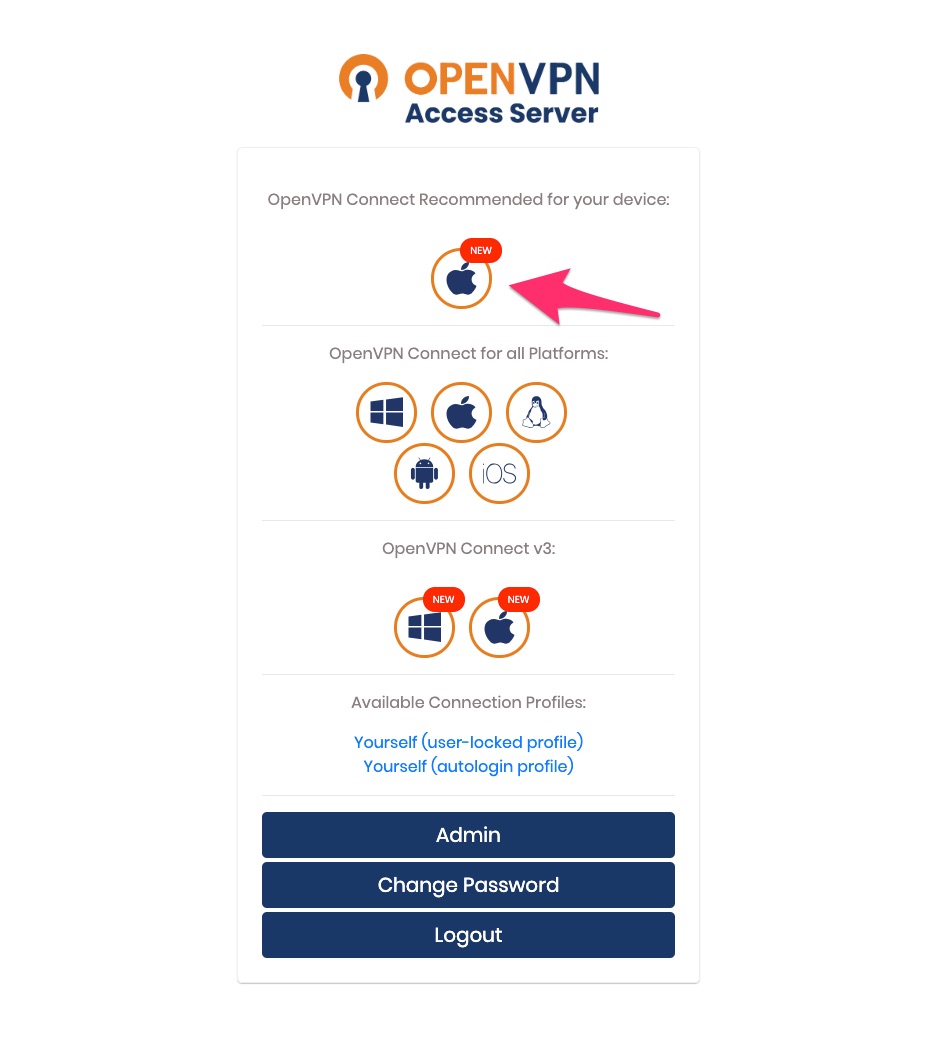 OPENVPN
Access Server
OpenVPN Connect Recommended for your device:
NEW
OpenVPN Connect for all Platforms:
iOS
OpenVPN Connect v3:
NEW NEW
Available Connection Profiles:
Yourself (user-locked profile)
Yourself (autologin profile)
Admin
Change Password
Logout